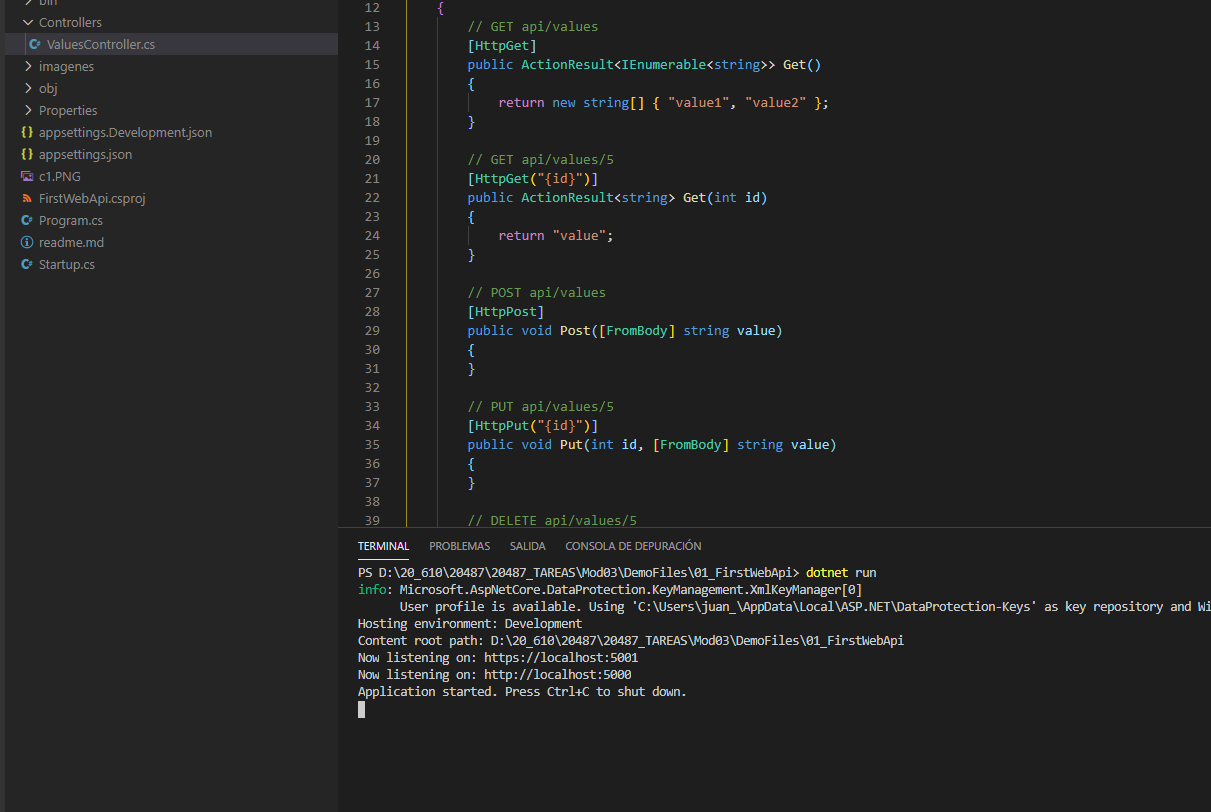 bin
Controllers
ValuesController.cs
imagenes
obj
Properties
appsettings.Development.json
appsettings.json
c1.PNG
FirstWebApi.csproj
Program.cs
readme.md
Startup.cs
12 {
13 // GET api/values
14 [HttpGet]
15 public ActionResult<IEnumerable<string>> Get()
16 {
17 return new string[] { "value1", "value2" };
18 }
19
20 // GET api/values/5
21 [HttpGet("{id}")]
22 public ActionResult<string> Get(int id)
23 {
24 return "value";
25 }
26
27 // POST api/values
28 [HttpPost]
29 public void Post([FromBody] string value)
30 {
31 }
32
33 // PUT api/values/5
34 [HttpPut("{id}")]
35 public void Put(int id, [FromBody] string value)
36 {
37 }
38
39 // DELETE api/values/5
TERMINAL PROBLEMAS SALIDA CONSOLA DE DEPURACIÓN
PS D:\20_610\20487\20487_TAREAS\Mod03\DemoFiles\01_FirstWebApi> dotnet run
info: Microsoft.AspNetCore.DataProtection.KeyManagement.XmlKeyManager[0]
User profile is available. Using 'C:\Users\juan_\AppData\Local\ASP.NET\DataProtection-Keys' as key repository and Wi
Hosting environment: Development
Content root path: D:\20_610\20487\20487_TAREAS\Mod03\DemoFiles\01_FirstWebApi
Now listening on: https://localhost:5001
Now listening on: http://localhost:5000
Application started. Press Ctrl+C to shut down.